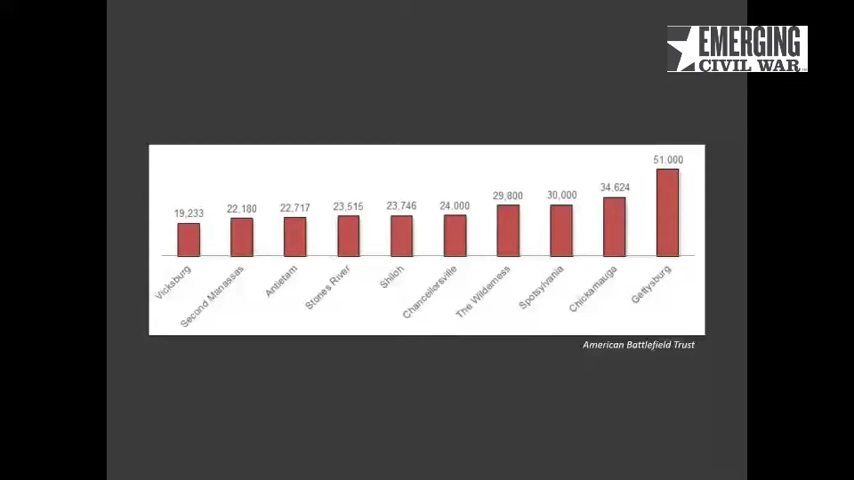 EMERGING
CIVIL WAR
51,000
34,624
29,800
30,000
24,000
23,746
23,515
22,717
22,180
19,233
Vicksburg
Second Manassas
Antietam
Stones River
Shiloh
Chancellorsville
The Wilderness
Spotsylvania
Chickamauga
Gettysburg
American Battlefield Trust